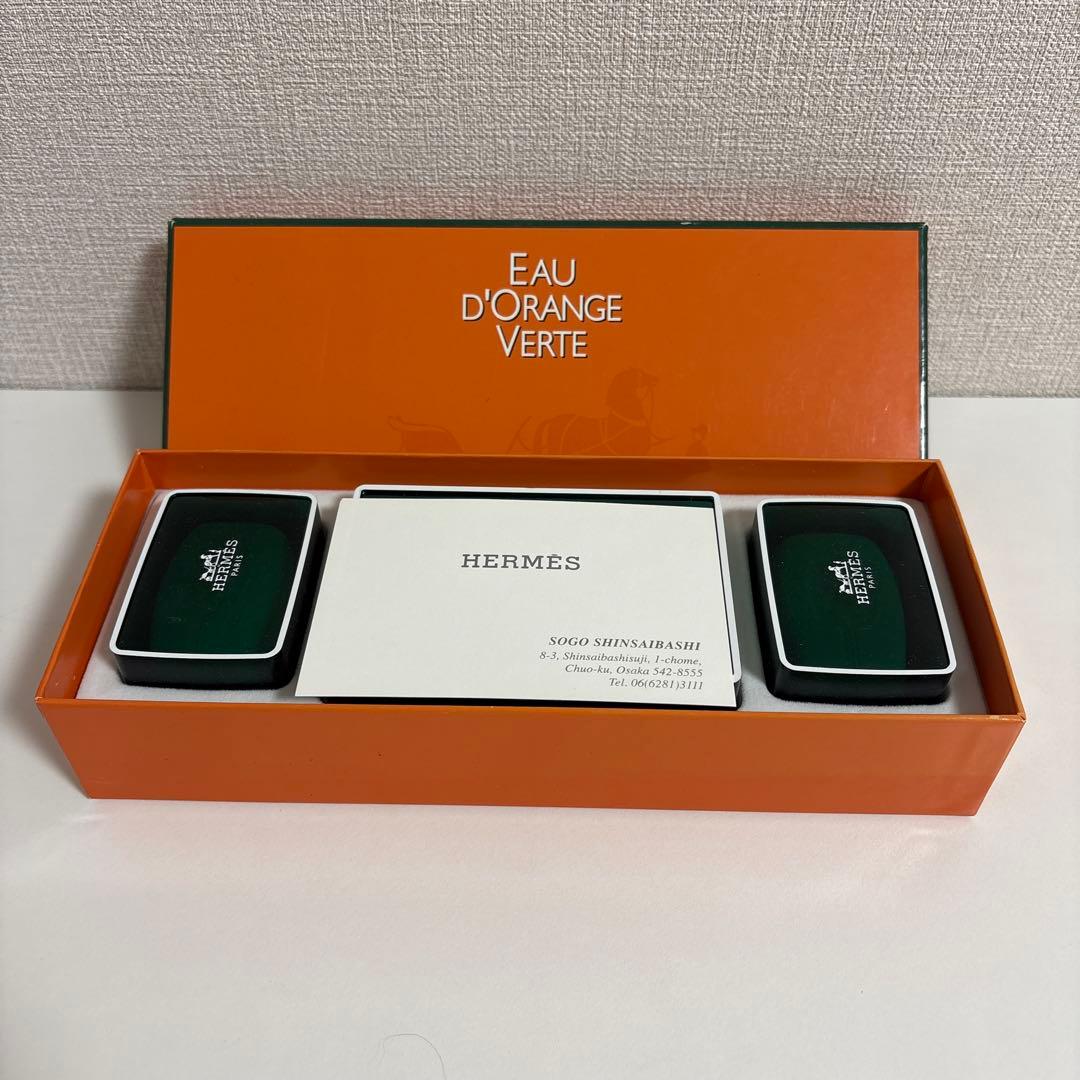 EAU
D'ORANGE
VERTE
HERMÈS
PARIS
HERMÈS
SOGO SHINSAIBASHI
8-3, Shinsaibashisuji, 1-chome,
Chuo-ku, Osaka 542-8555
Tel. 06(6281)3111
HERMÈS
PARIS